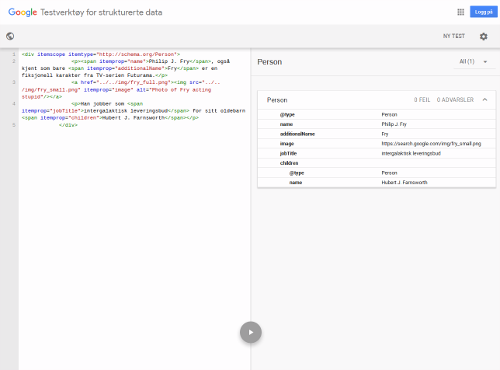 Google Testverktøy for strukturerte data
Logg på
NY TEST
1 <div itemscope itemtype="http://schema.org/Person">
2 <p><span itemprop="name">Philip J. Fry</span>, også
kjent som bare <span itemprop="additionalName">Fry</span> er en
fiksjonell karakter fra TV-serien Futurama.</p>
3 <a href="../../img/fry_full.png"><img src="../..
/img/fry_small.png" itemprop="image" alt="Photo of Fry acting
stupid"/></a>
4 <p>Han jobber som <span
itemprop="jobTitle">intergalaktisk leveringsbud</span> for sitt oldebarn
<span itemprop="children">Hubert J. Farnsworth</span></p>
5 </div>
Person
All (1)
Person 0 FEIL 0 ADVARSLER
@type Person
name Philip J. Fry
additionalName Fry
image https://search.google.com/img/fry_small.png
jobTitle intergalaktisk leveringsbud
children
@type Person
name Hubert J. Farnsworth